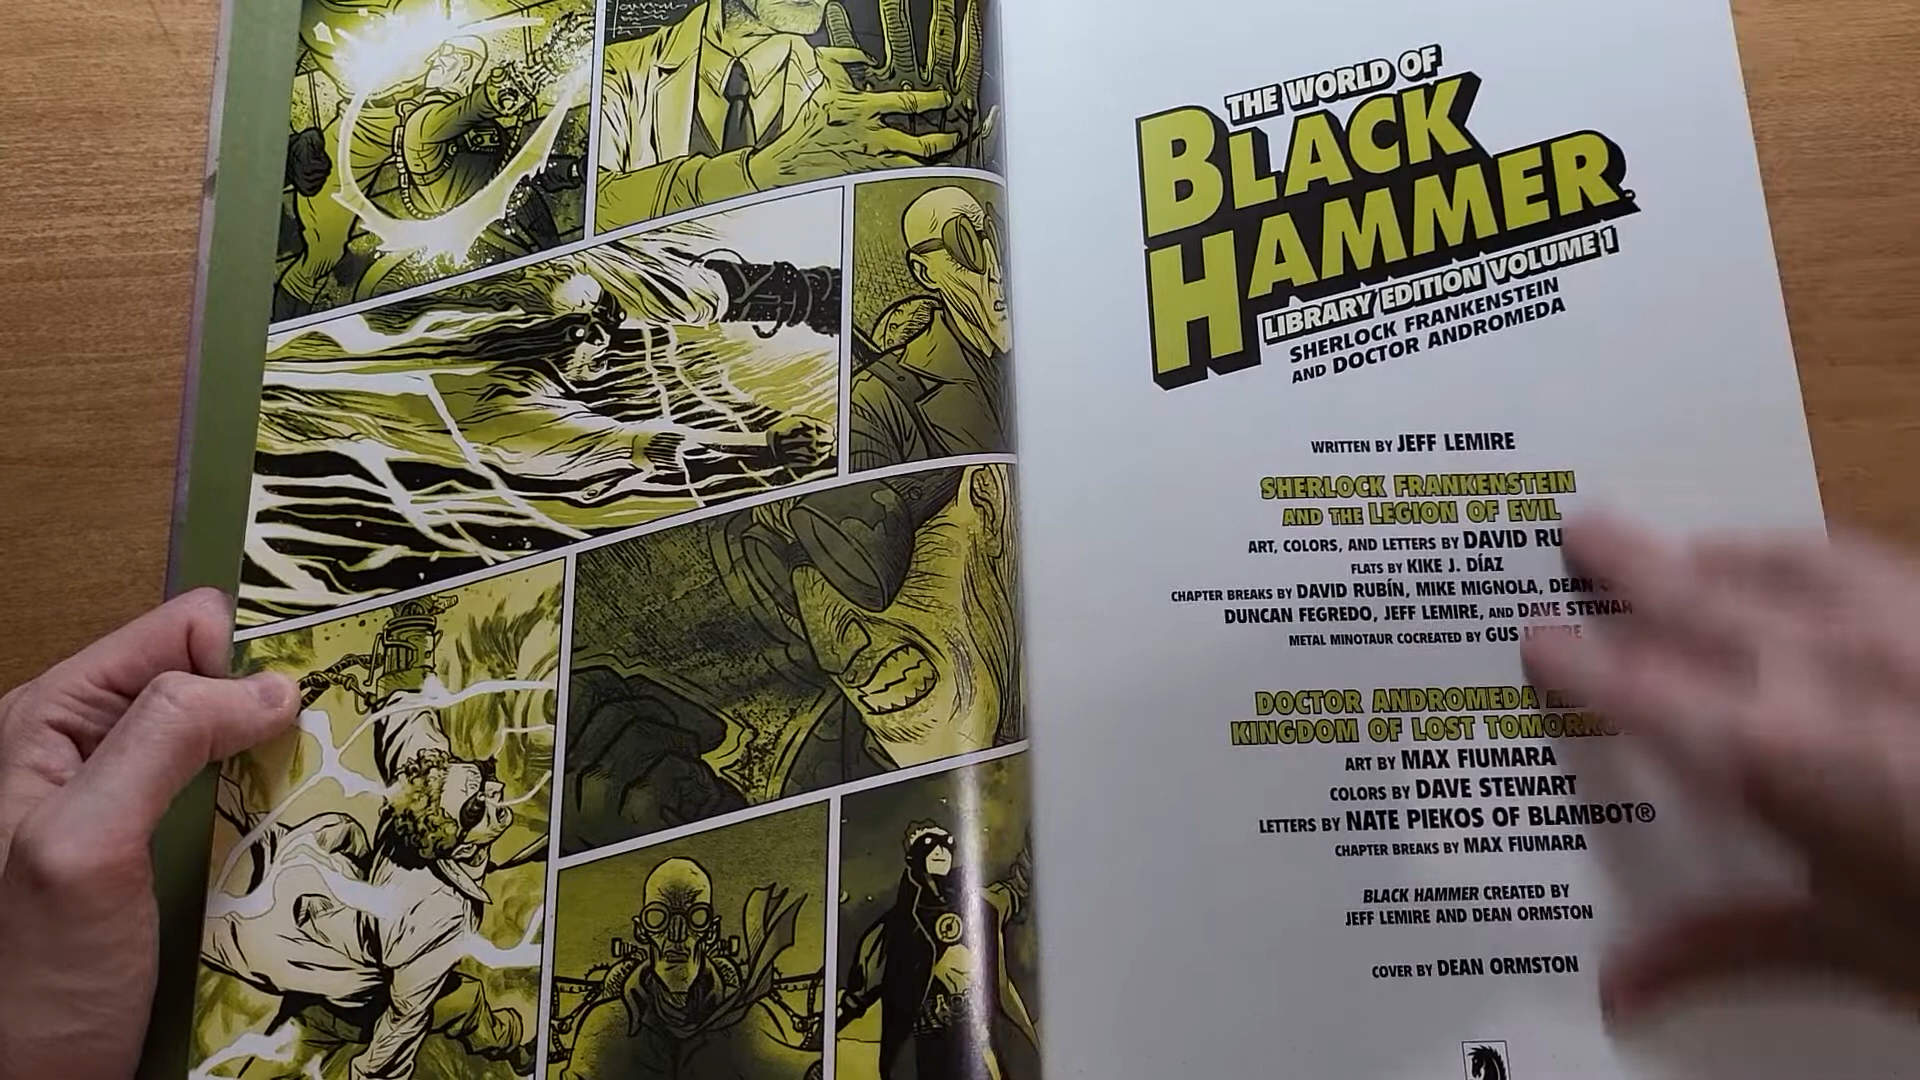 THE WORLD OF
BLACK
HAMMER™
LIBRARY EDITION VOLUME 1
SHERLOCK FRANKENSTEIN
AND DOCTOR ANDROMEDA
WRITTEN BY JEFF LEMIRE
SHERLOCK FRANKENSTEIN
AND THE LEGION OF EVIL
ART, COLORS, AND LETTERS BY DAVID
FLATS BY KIKE J. DÍAZ
CHAPTER BREAKS BY DAVID RUBÍN, MIKE MIGNOLA, DEAN
DUNCAN FEGREDO, JEFF LEMIRE, AND DAVE STEWART
METAL MINOTAUR COCREATED BY GUS LEMIRE
DOCTOR ANDROMEDA
KINGDOM OF LOST
ART BY MAX FIUMARA
COLORS BY DAVE STEWART
LETTERS BY NATE PIEKOS OF BLAMBOT®
CHAPTER BREAKS BY MAX FIUMARA
BLACK HAMMER CREATED BY
JEFF LEMIRE AND DEAN ORMSTON
COVER BY DEAN ORMSTON